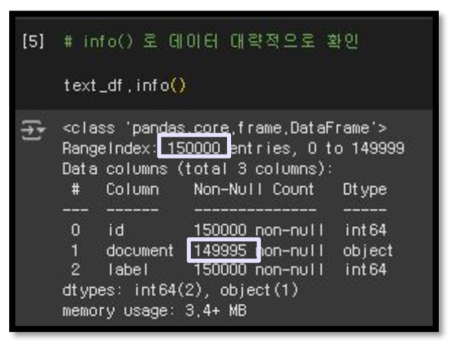 [5] # info() 로 데이터 대략적으로 확인
text_df.info()
<class 'pandas.core.frame.DataFrame'>
RangeIndex: 150000 entries, 0 to 149999
Data columns (total 3 columns):
# Column Non-Null Count Dtype
--- ------ -------------- -----
0 id 150000 non-null int64
1 document 149995 non-null object
2 label 150000 non-null int64
dtypes: int64(2), object(1)
memory usage: 3.4+ MB